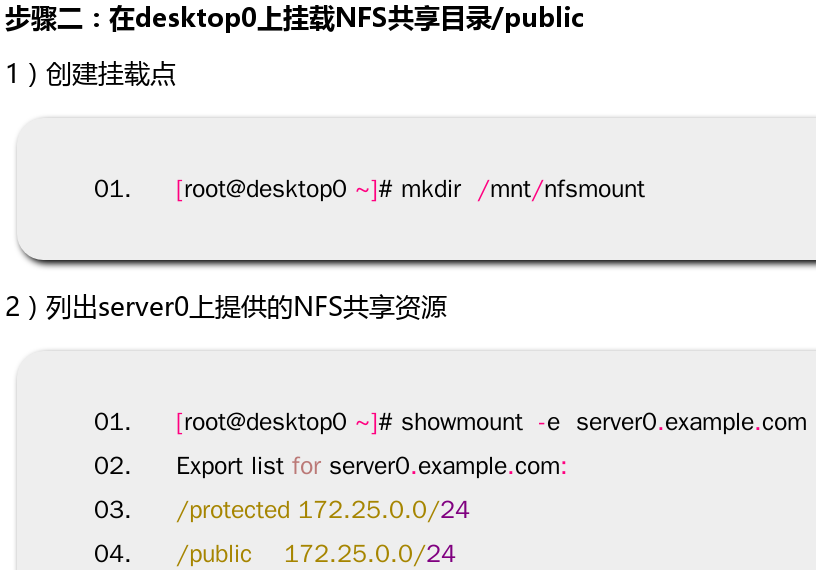 步骤二：在desktop0上挂载NFS共享目录/public
1）创建挂载点
01. [root@desktop0 ~]# mkdir /mnt/nfsmount
2）列出server0上提供的NFS共享资源
01. [root@desktop0 ~]# showmount -e server0.example.com
02. Export list for server0.example.com:
03. /protected 172.25.0.0/24
04. /public 172.25.0.0/24